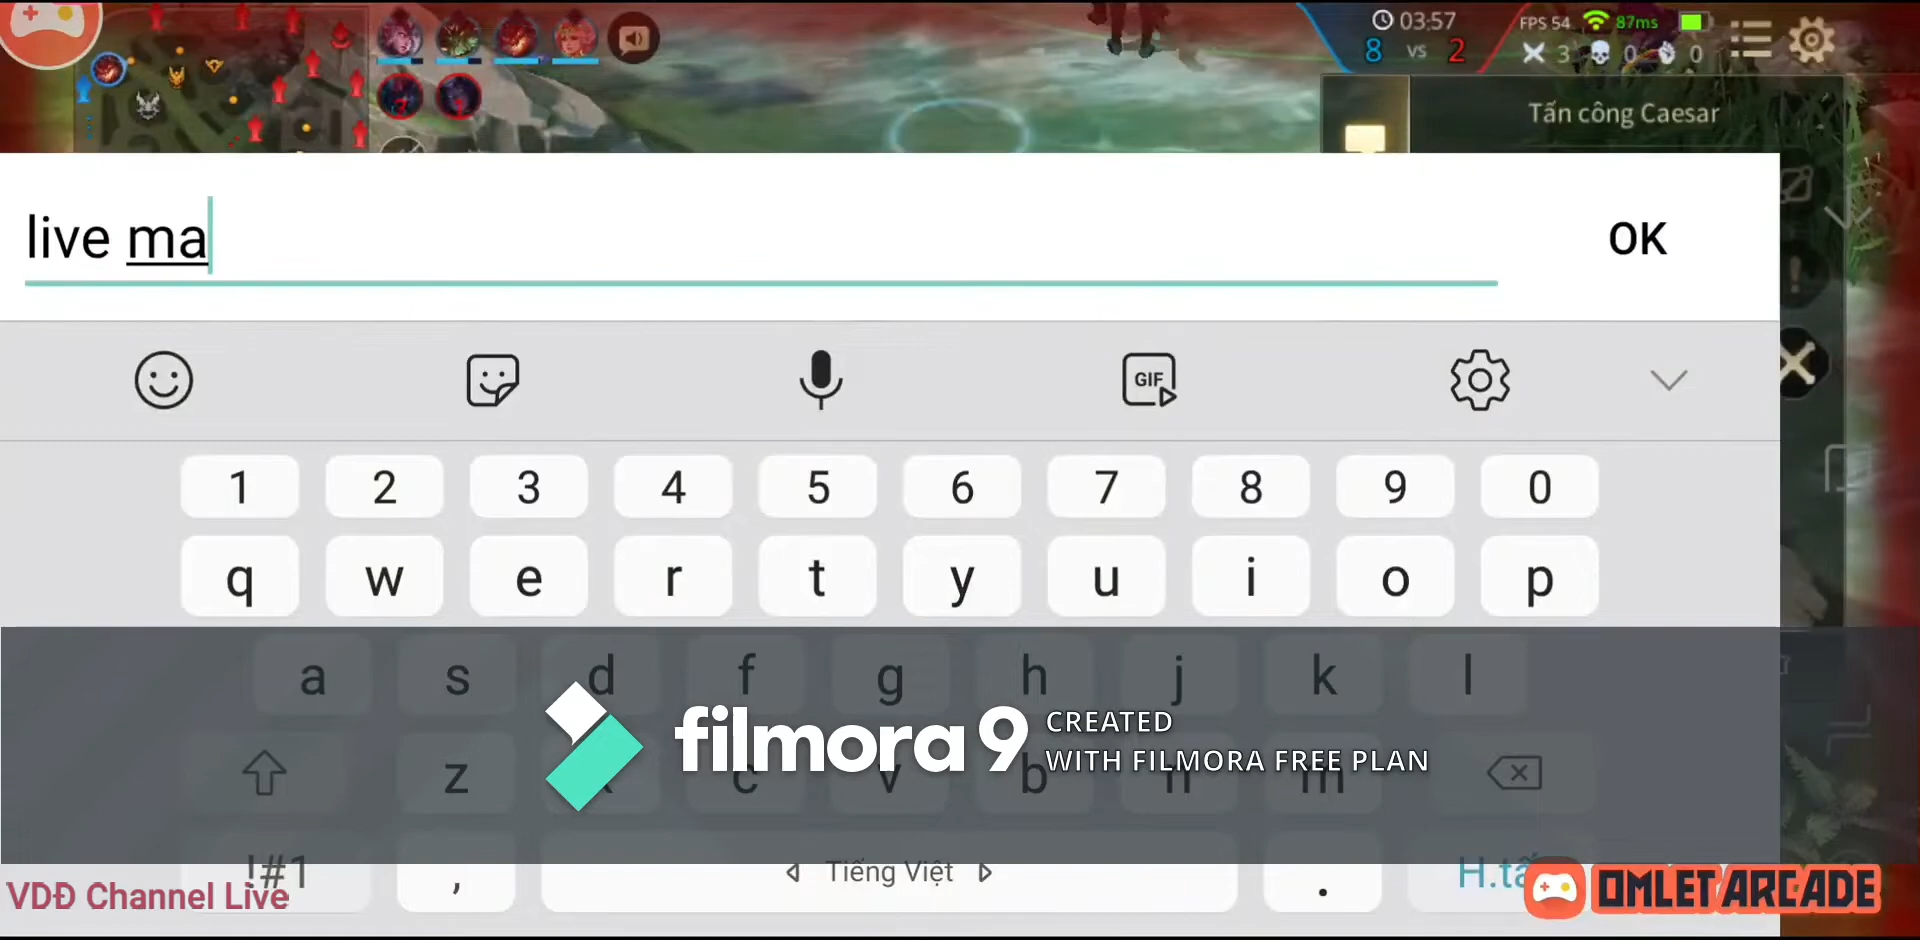 03:57
8 vs 2
FPS 54
87ms
3 0 0
Tấn công Caesar
live ma
OK
GIF
1 2 3 4 5 6 7 8 9 0
q w e r t y u i o p
a s d f g h j k l
z c v b n m
filmora 9
CREATED
WITH FILMORA FREE PLAN
!#1 , Tiếng Việt .
VDĐ Channel Live
OMLET ARCADE